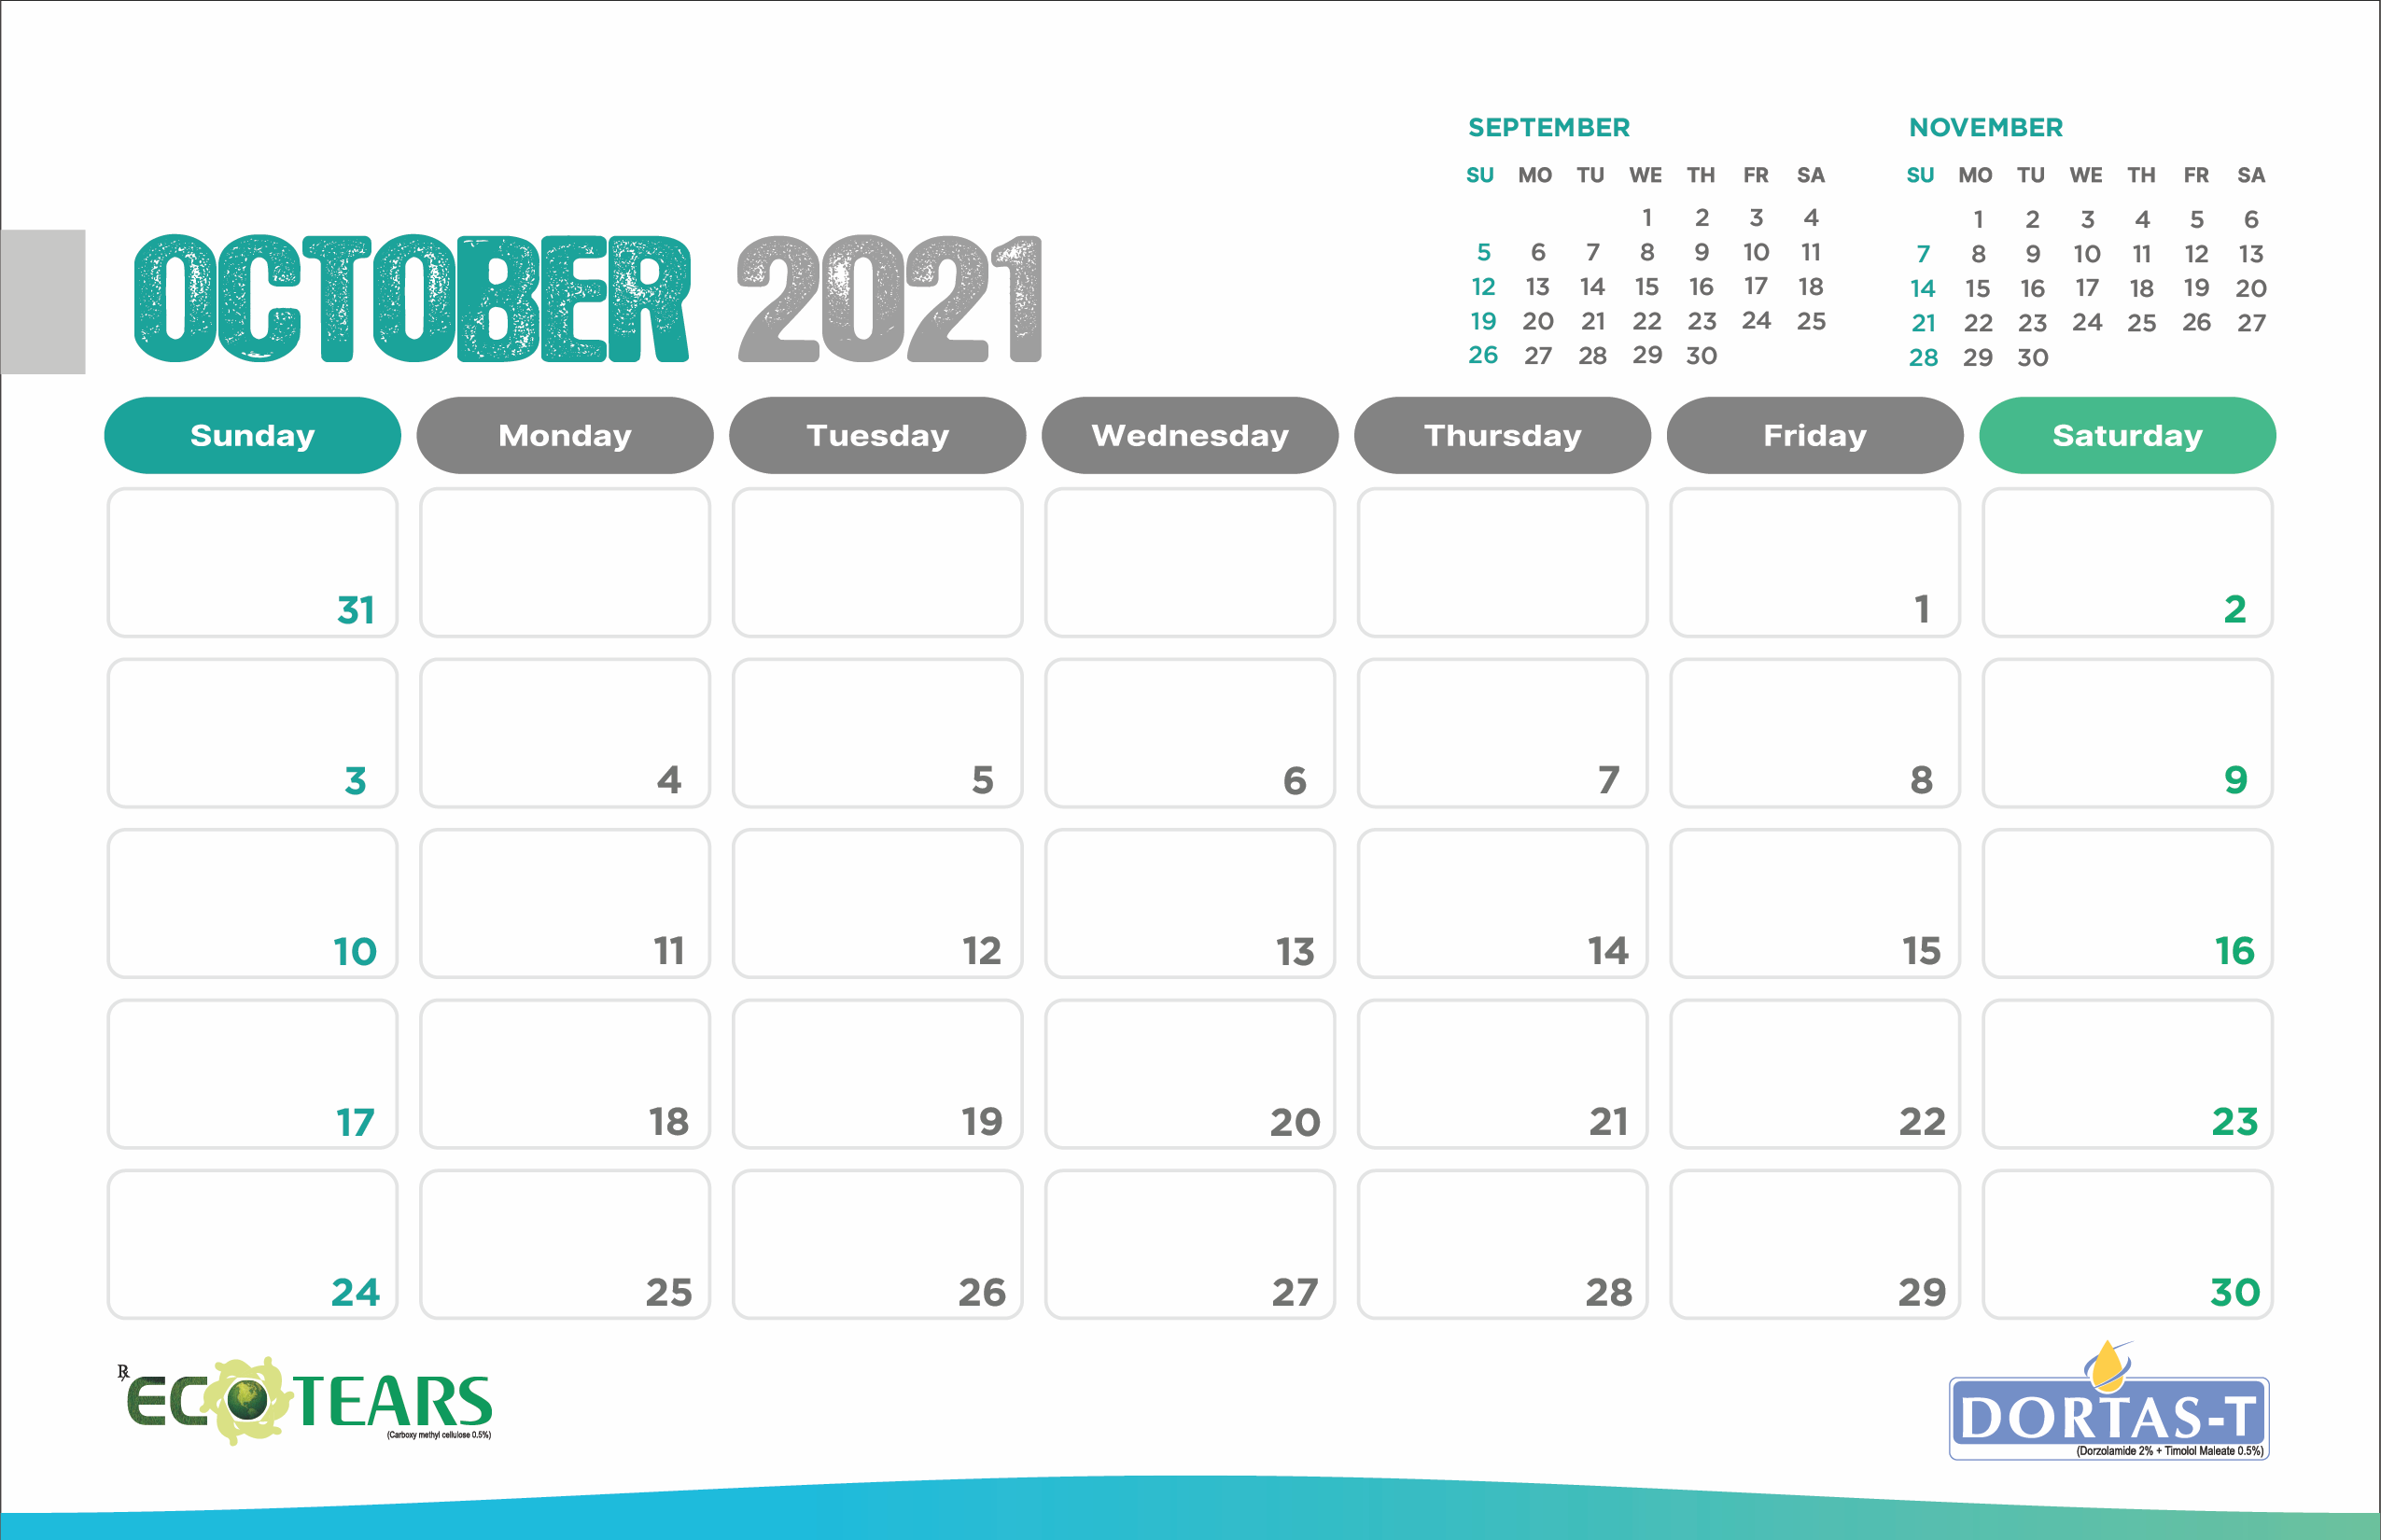 SEPTEMBER
SU MO TU WE TH FR SA
1 2 3 4
5 6 7 8 9 10 11
12 13 14 15 16 17 18
19 20 21 22 23 24 25
26 27 28 29 30
NOVEMBER
SU MO TU WE TH FR SA
1 2 3 4 5 6
7 8 9 10 11 12 13
14 15 16 17 18 19 20
21 22 23 24 25 26 27
28 29 30
OCTOBER 2021
Sunday Monday Tuesday Wednesday Thursday Friday Saturday
31 1 2
3 4 5 6 7 8 9
10 11 12 13 14 15 16
17 18 19 20 21 22 23
24 25 26 27 28 29 30
℞ ECOTEARS
(Carboxy methyl cellulose 0.5%)
DORTAS-T
(Dorzolamide 2% + Timolol Maleate 0.5%)